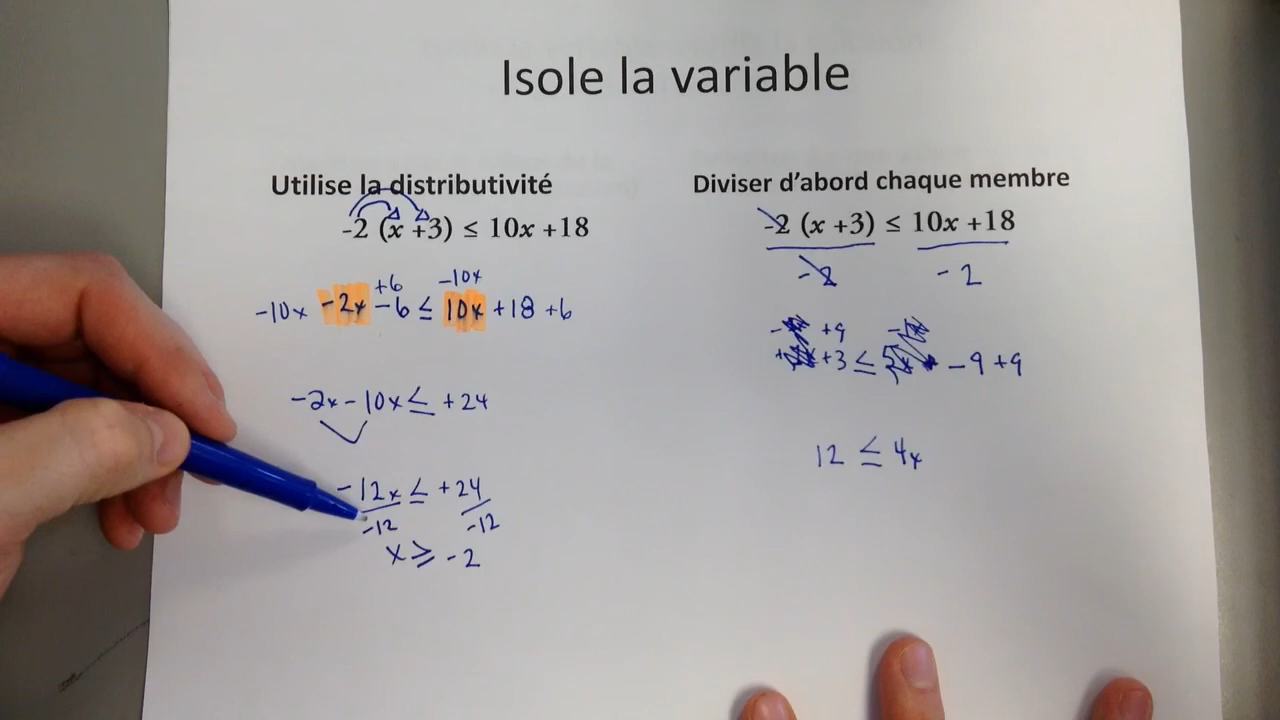 Isole la variable
Utilise la distributivité
-2 (x +3) ≤ 10x +18
+6 -10x
-10x -2x -6 ≤ 10x +18 +6
-2x -10x ≤ +24
-12x ≤ +24
-12 -12
x ≥ -2
Diviser d'abord chaque membre
-2 (x +3) ≤ 10x +18
-2 -2
+9
+3 ≤ -9 +9
12 ≤ 4x